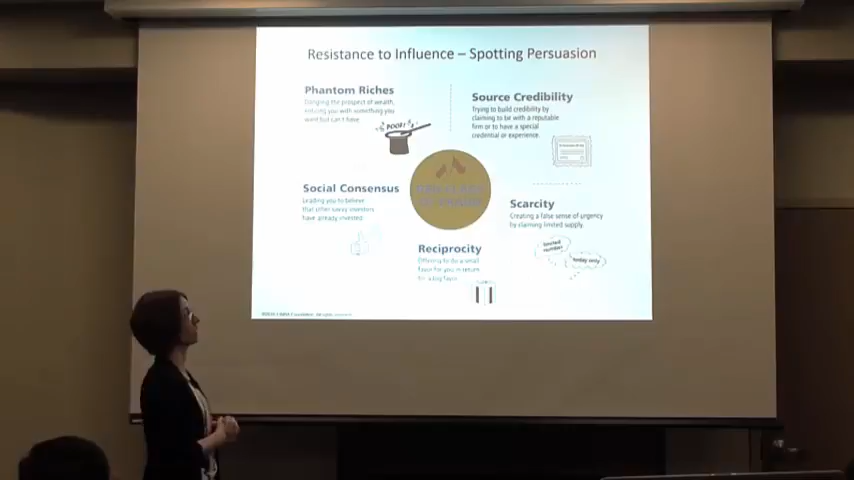 Resistance to Influence – Spotting Persuasion
Phantom Riches
Dangling the prospect of wealth,
enticing you with something you
want but can't have.
POOF!
Source Credibility
Trying to build credibility by
claiming to be with a reputable
firm or to have a special
credential or experience.
Social Consensus
Leading you to believe
that other savvy investors
have already invested.
Scarcity
Creating a false sense of urgency
by claiming limited supply.
limited
number
today only
Reciprocity
Offering to do a small
favor for you in return
for a big favor.
Foundation. All rights reserved.